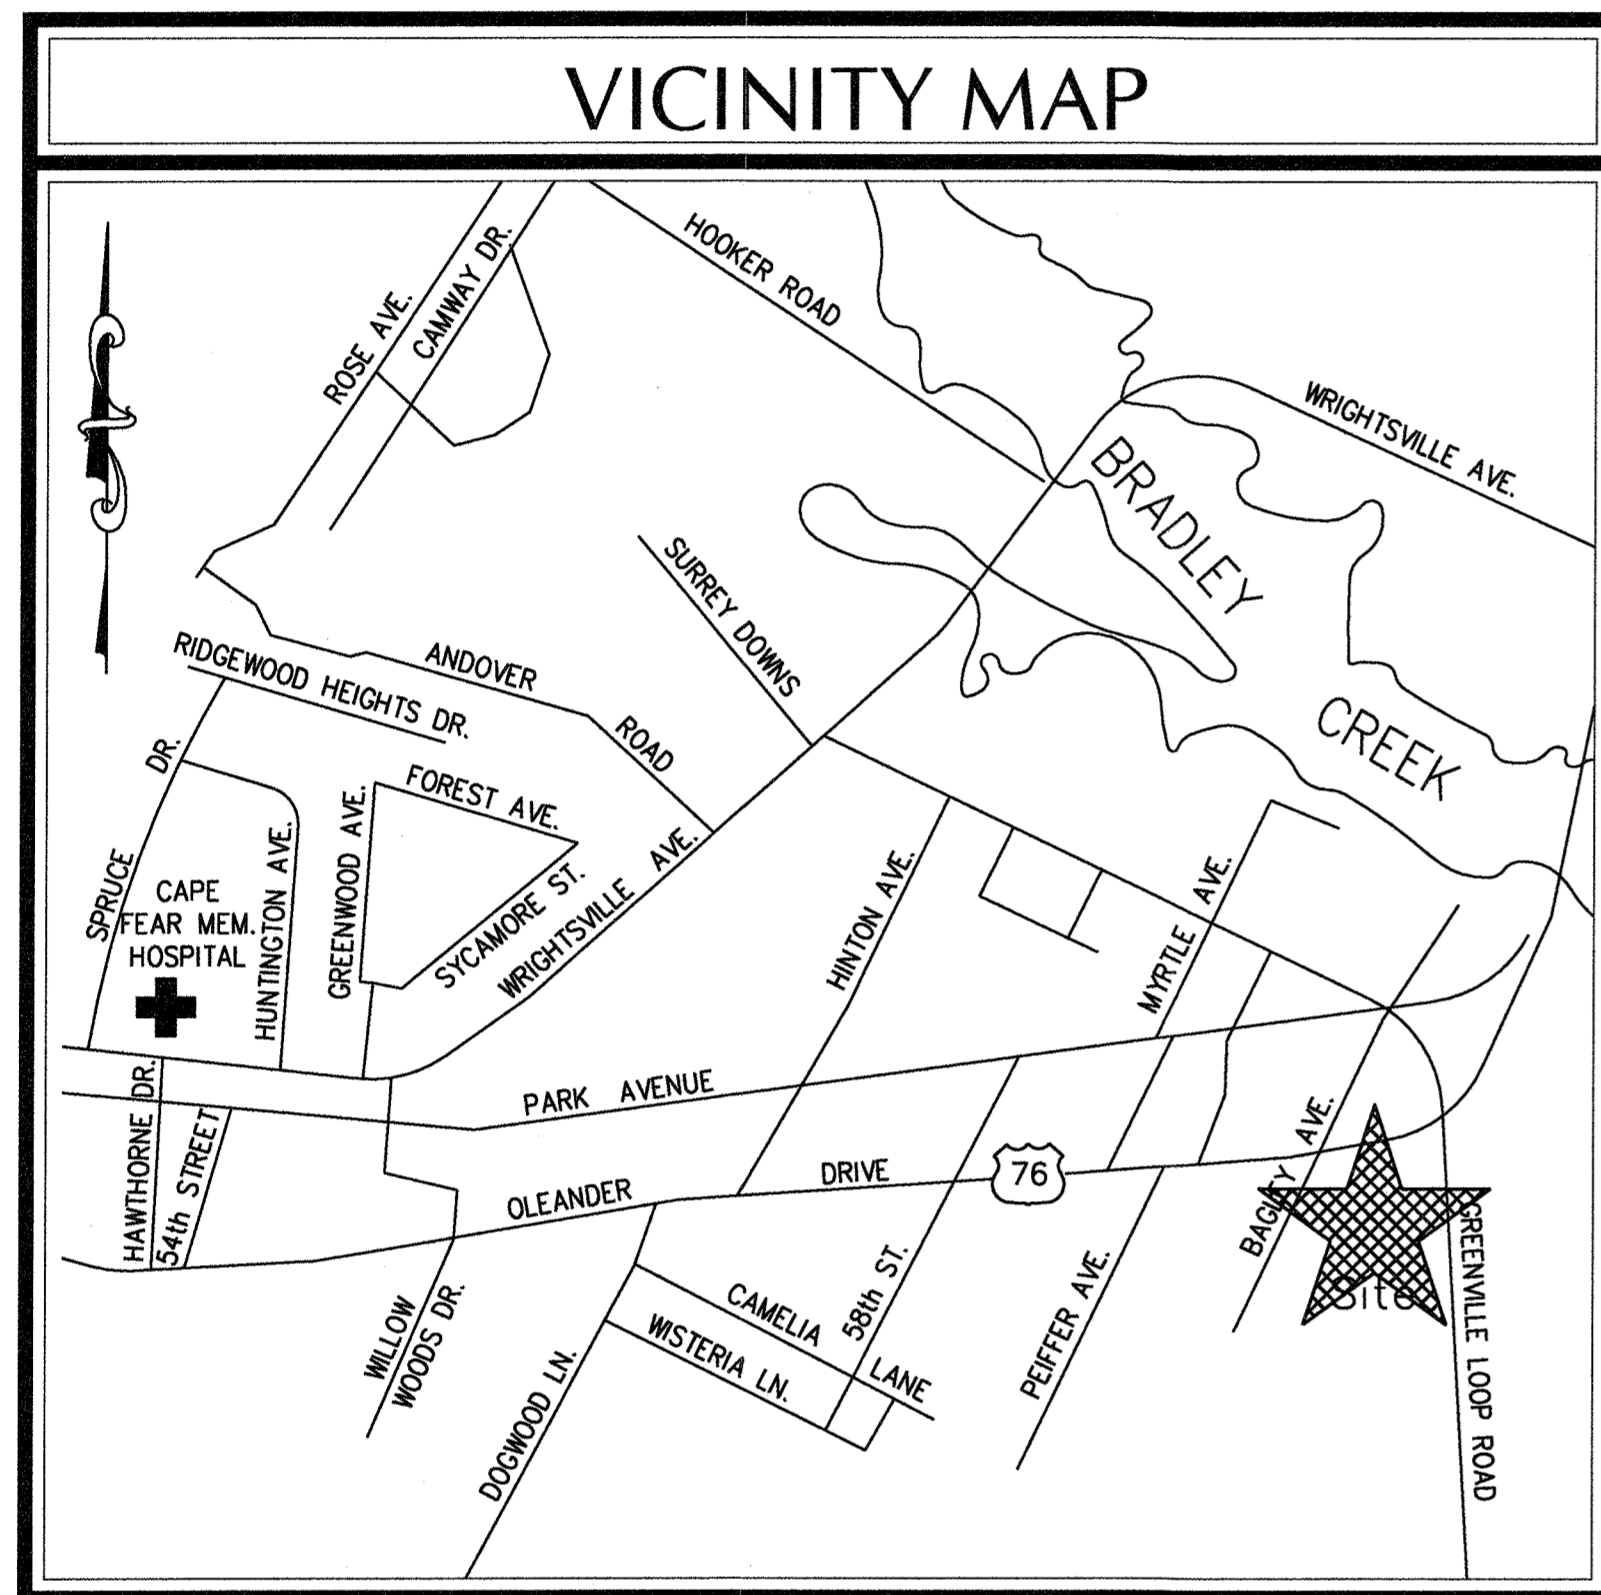 VICINITY MAP
HOOKER ROAD
CAMWAY DR.
ROSE AVE.
WRIGHTSVILLE AVE.
BRADLEY
CREEK
SURREY DOWNS
RIDGEWOOD HEIGHTS DR.
ANDOVER
ROAD
SPRUCE
DR.
FOREST AVE.
GREENWOOD AVE.
HUNTINGTON AVE.
SYCAMORE ST.
WRIGHTSVILLE AVE.
CAPE
FEAR MEM.
HOSPITAL
HINTON AVE.
MYRTLE AVE.
PARK AVENUE
HAWTHORNE DR.
54th STREET
OLEANDER
DRIVE
76
BAGLEY AVE.
Site
GREENVILLE LOOP ROAD
WILLOW
WOODS DR.
DOGWOOD LN.
CAMELIA
LANE
WISTERIA LN.
58th ST.
PEIFFER AVE.